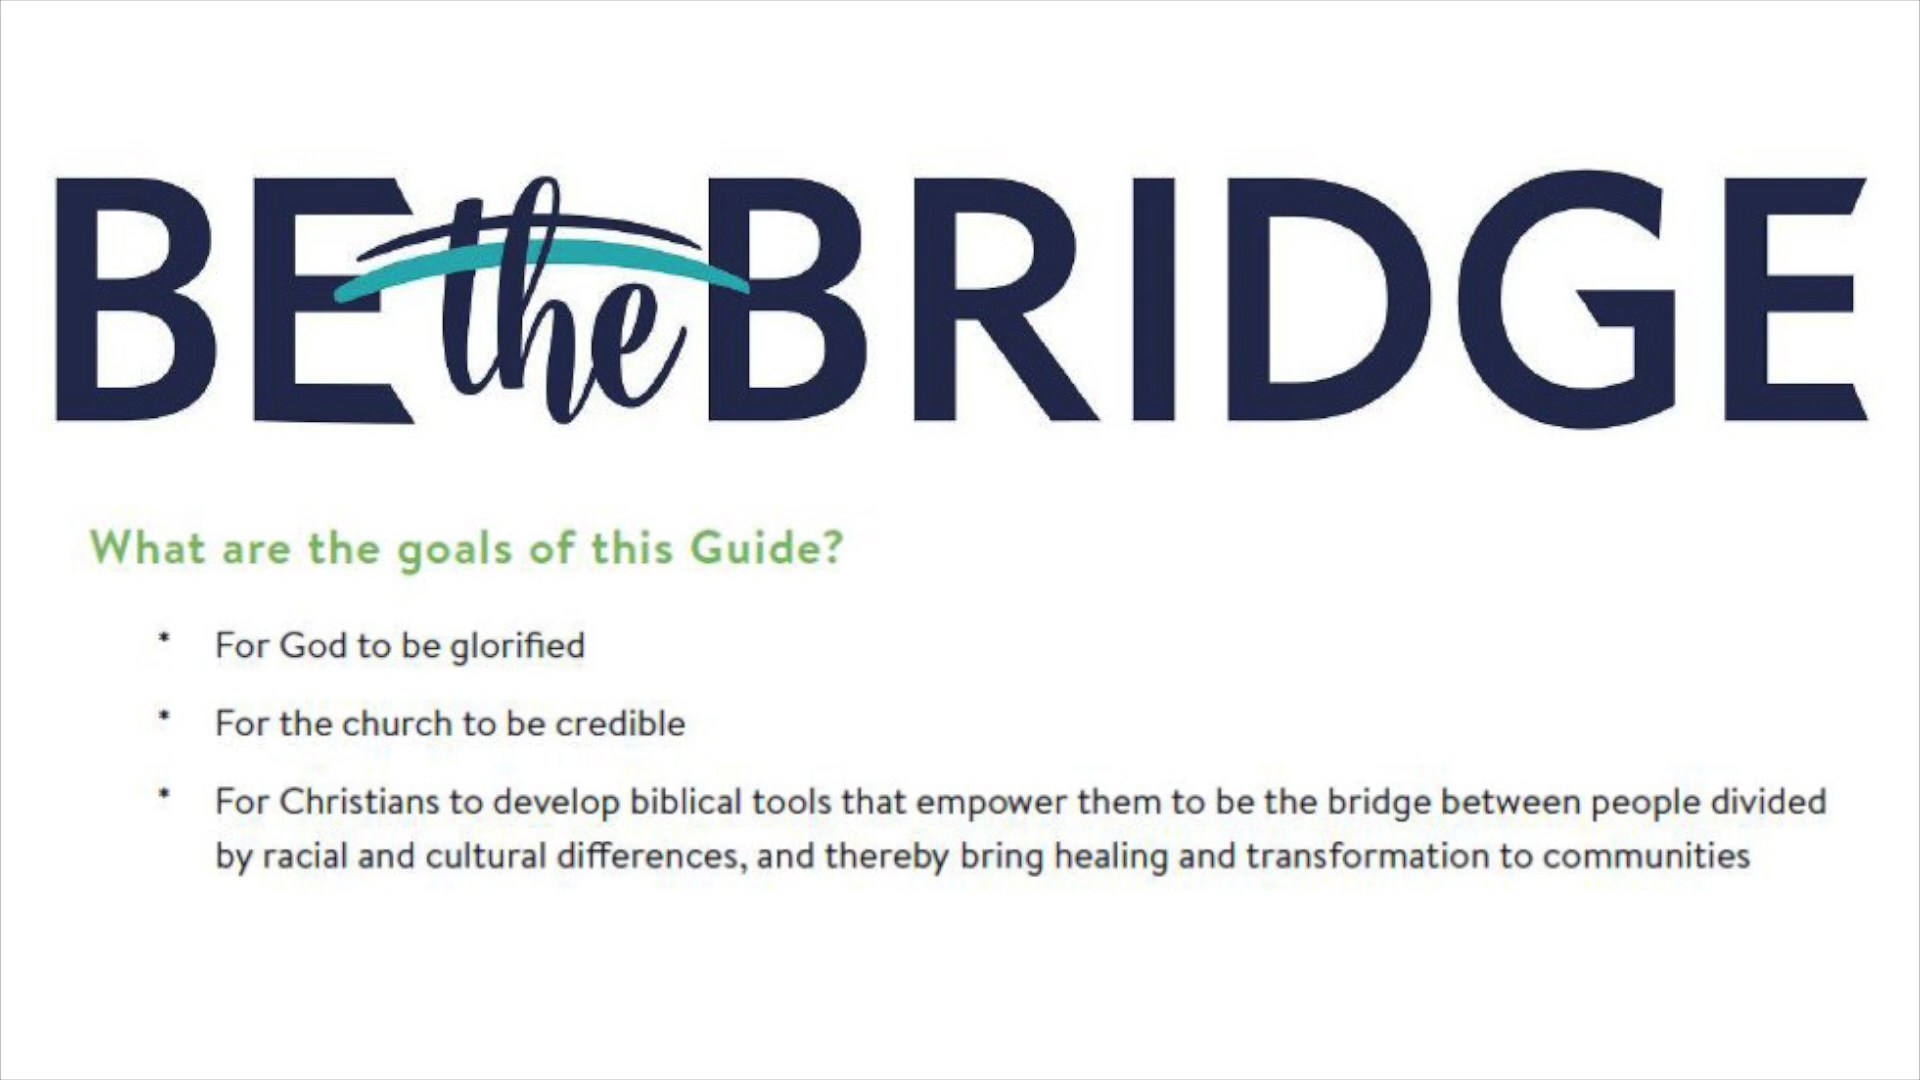 BE the BRIDGE
What are the goals of this Guide?
* For God to be glorified
* For the church to be credible
* For Christians to develop biblical tools that empower them to be the bridge between people divided
by racial and cultural differences, and thereby bring healing and transformation to communities